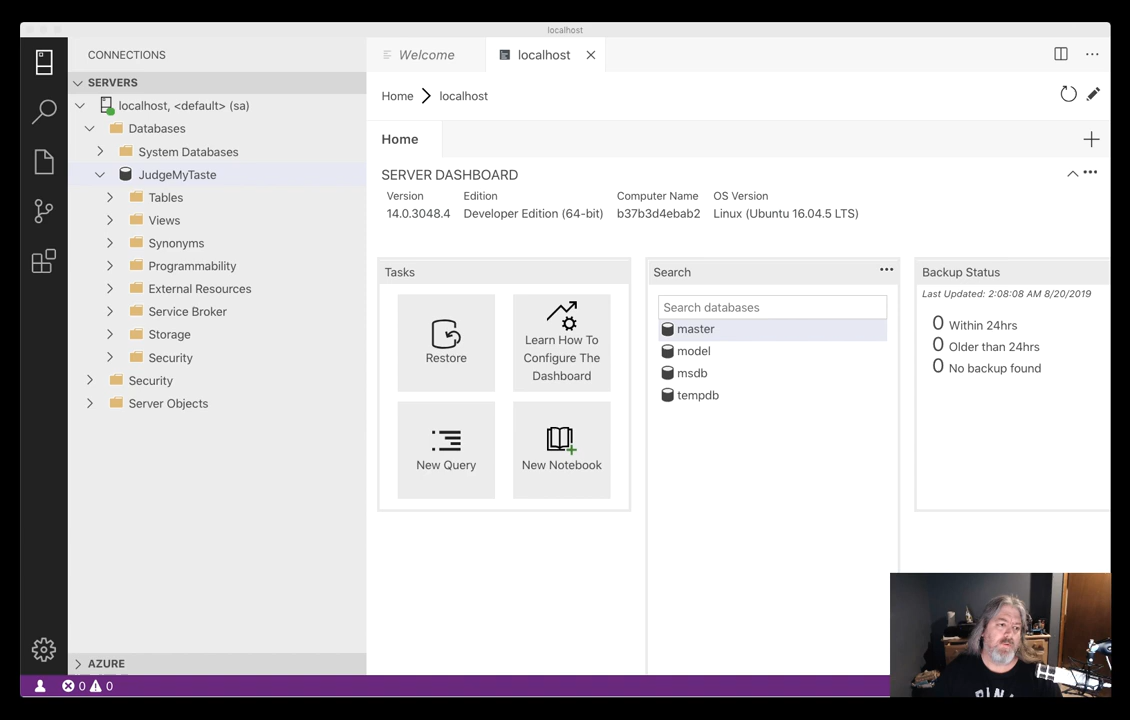 localhost
CONNECTIONS
SERVERS
localhost, <default> (sa)
Databases
System Databases
JudgeMyTaste
Tables
Views
Synonyms
Programmability
External Resources
Service Broker
Storage
Security
Security
Server Objects
AZURE
0 0
Welcome
localhost
Home localhost
Home
SERVER DASHBOARD
Version Edition Computer Name OS Version
14.0.3048.4 Developer Edition (64-bit) b37b3d4ebab2 Linux (Ubuntu 16.04.5 LTS)
Tasks
Restore
Learn How To
Configure The
Dashboard
New Query
New Notebook
Search
Search databases
master
model
msdb
tempdb
Backup Status
Last Updated: 2:08:08 AM 8/20/2019
0 Within 24hrs
0 Older than 24hrs
0 No backup found